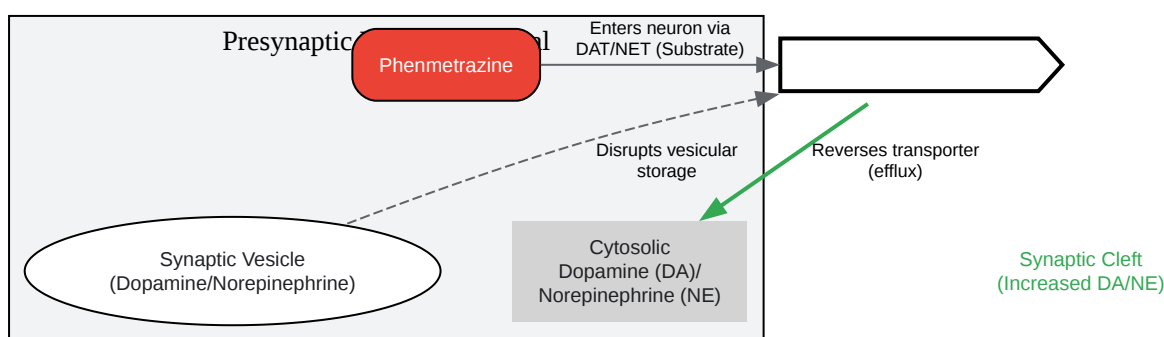 Presynaptic
Phenmetrazine
Enters neuron via
DAT/NET (Substrate)
Disrupts vesicular
storage
Reverses transporter
(efflux)
Synaptic Vesicle
(Dopamine/Norepinephrine)
Cytosolic
Dopamine (DA)/
Norepinephrine (NE)
Synaptic Cleft
(Increased DA/NE)